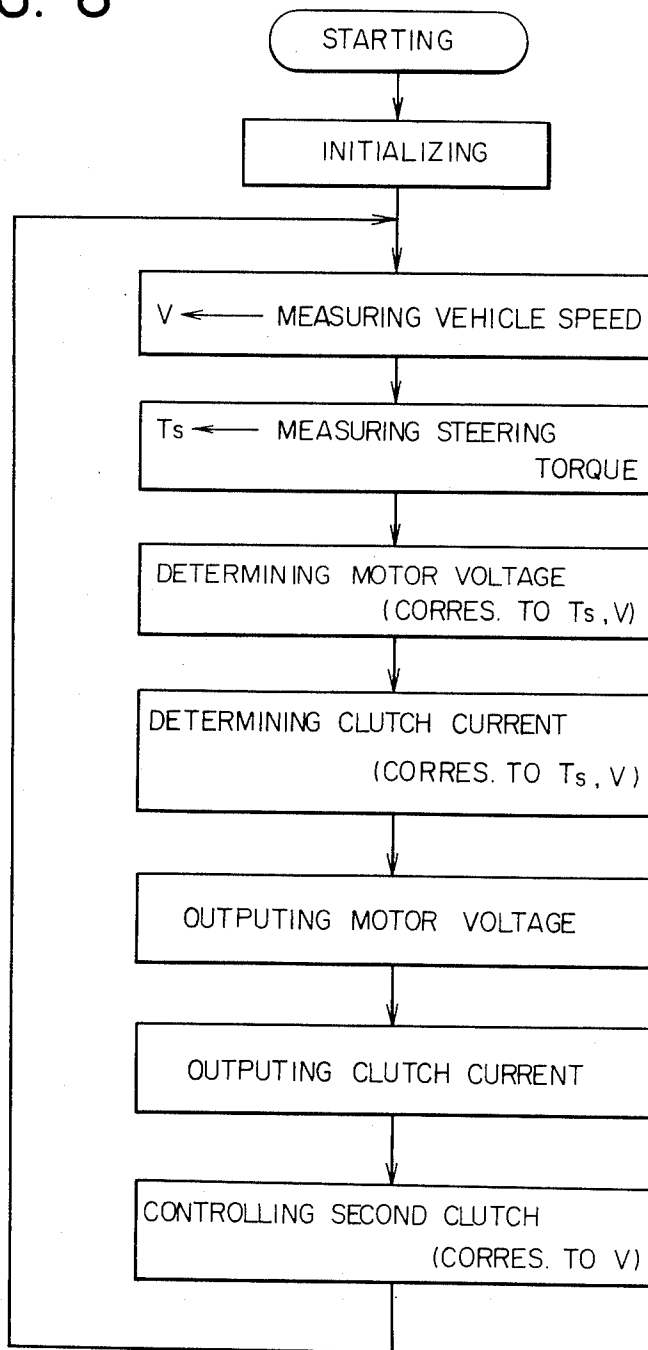 STARTING
INITIALIZING
V ← MEASURING VEHICLE SPEED
Ts ← MEASURING STEERING
TORQUE
DETERMINING MOTOR VOLTAGE
(CORRES. TO Ts, V)
DETERMINING CLUTCH CURRENT
(CORRES. TO Ts, V)
OUTPUTING MOTOR VOLTAGE
OUTPUTING CLUTCH CURRENT
CONTROLLING SECOND CLUTCH
(CORRES. TO V)